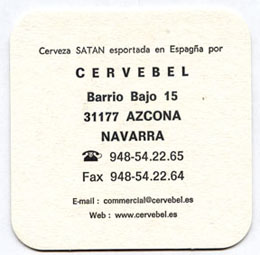 Cerveza SATAN esportada en Espagña por
CERVEBEL
Barrio Bajo 15
31177 AZCONA
NAVARRA
☎ 948-54.22.65
Fax 948-54.22.64
E-mail : commercial@cervebel.es
Web : www.cervebel.es